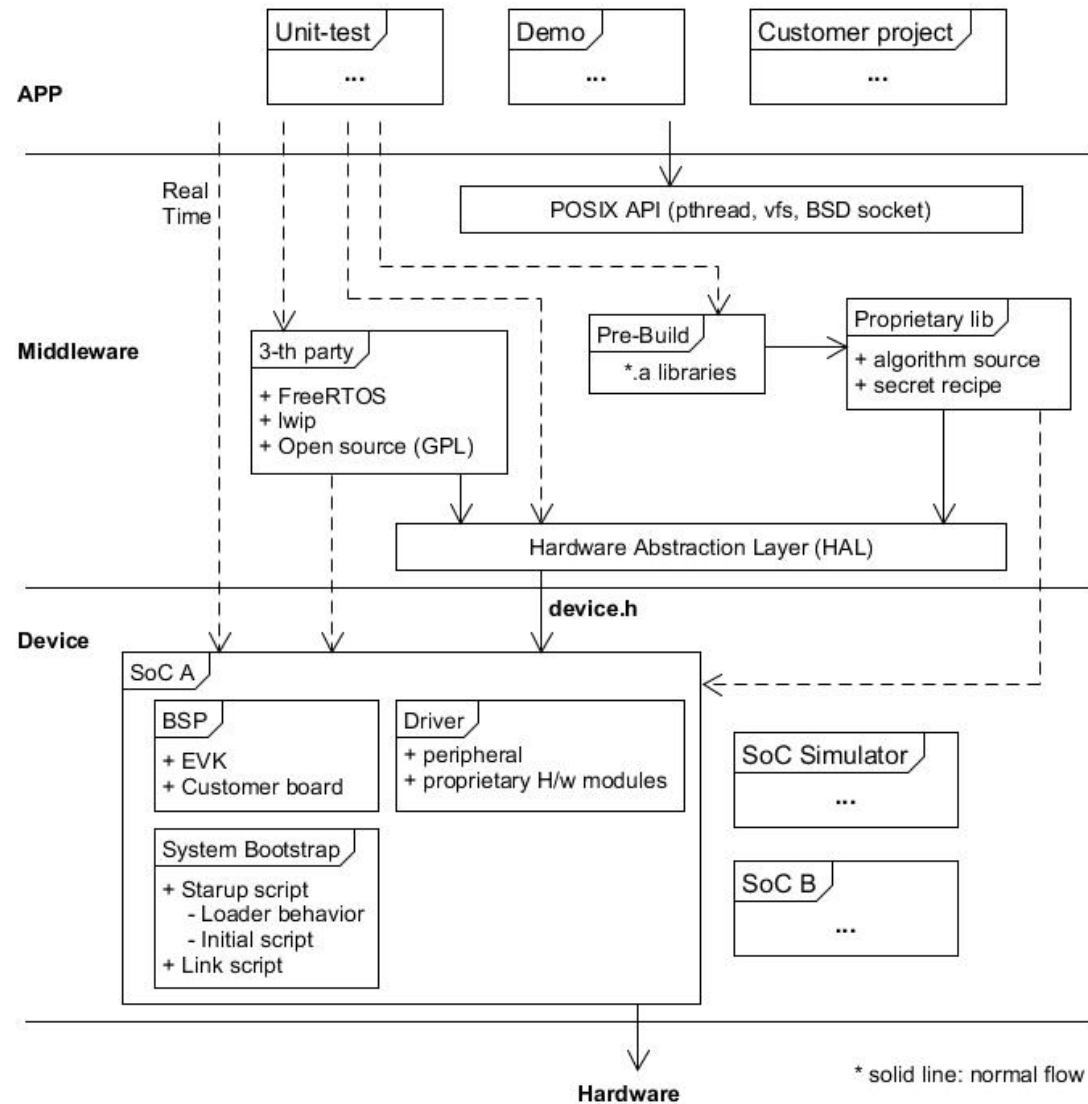 Unit-test
...
Demo
...
Customer project
...
APP
Real
Time
POSIX API (pthread, vfs, BSD socket)
Middleware
3-th party
+ FreeRTOS
+ lwip
+ Open source (GPL)
Pre-Build
*.a libraries
Proprietary lib
+ algorithm source
+ secret recipe
Hardware Abstraction Layer (HAL)
device.h
Device
SoC A
BSP
+ EVK
+ Customer board
Driver
+ peripheral
+ proprietary H/w modules
System Bootstrap
+ Starup script
- Loader behavior
- Initial script
+ Link script
SoC Simulator
...
SoC B
...
Hardware
* solid line: normal flow